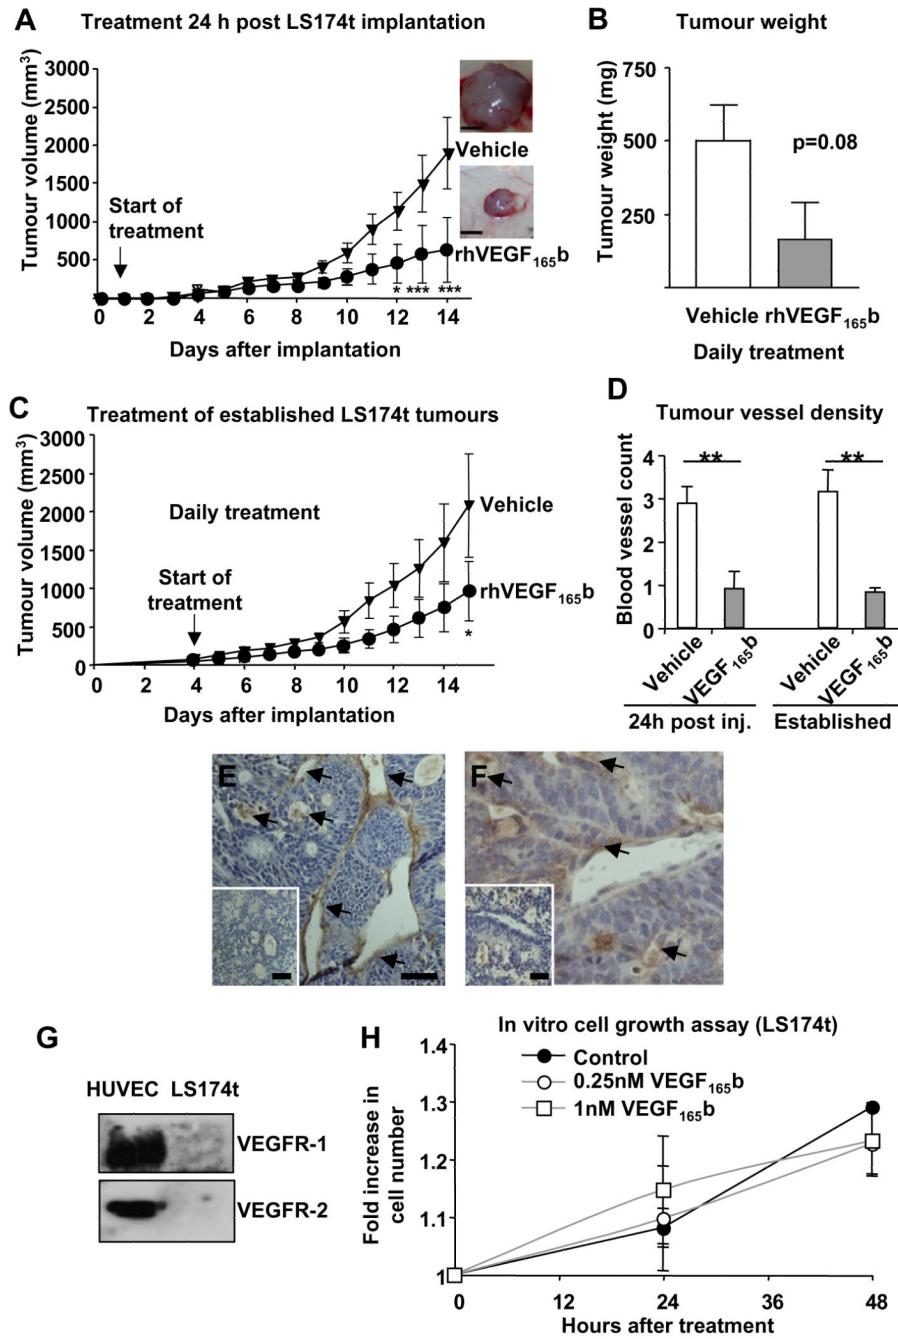 A
Treatment 24 h post LS174t implantation
Tumour volume (mm³)
3000
2500
2000
1500
1000
500
Start of
treatment
Vehicle
rhVEGF₁₆₅b
* *** ***
0 2 4 6 8 10 12 14
Days after implantation
B
Tumour weight
Tumour weight (mg)
750
500
250
p=0.08
Vehicle rhVEGF₁₆₅b
Daily treatment
C
Treatment of established LS174t tumours
Tumour volume (mm³)
3000
2500
2000
1500
1000
500
0
Daily treatment
Start of
treatment
Vehicle
rhVEGF₁₆₅b
*
0 2 4 6 8 10 12 14
Days after implantation
D
Tumour vessel density
Blood vessel count
4
3
2
1
0
** **
Vehicle VEGF₁₆₅b Vehicle VEGF₁₆₅b
24h post inj. Established
E
F
G
HUVEC LS174t
VEGFR-1
VEGFR-2
H
In vitro cell growth assay (LS174t)
Fold increase in
cell number
1.4
1.3
1.2
1.1
1
Control
0.25nM VEGF₁₆₅b
1nM VEGF₁₆₅b
0 12 24 36 48
Hours after treatment